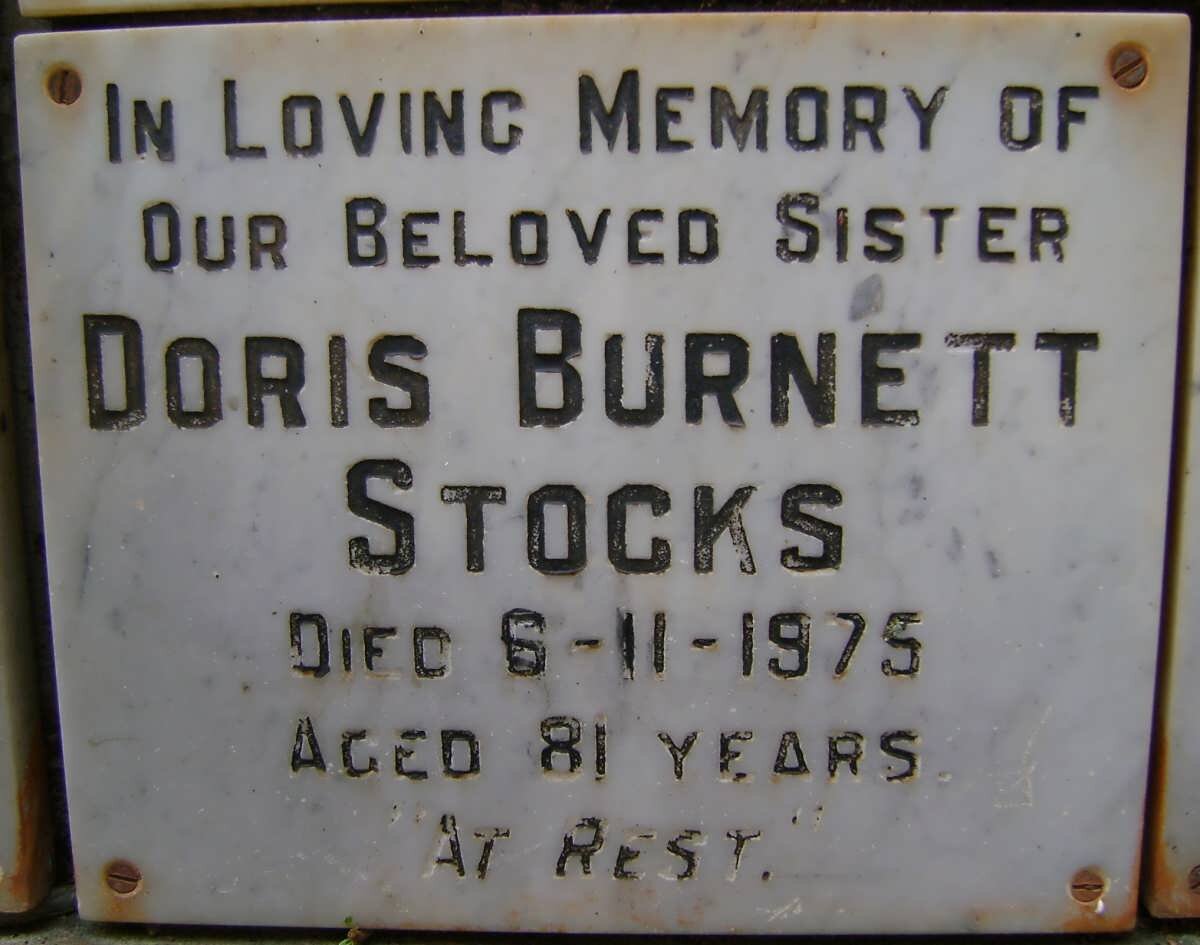 IN LOVING MEMORY OF
OUR BELOVED SISTER
DORIS BURNETT
STOCKS
DIED 6-11-1975
AGED 81 YEARS.
"AT REST."